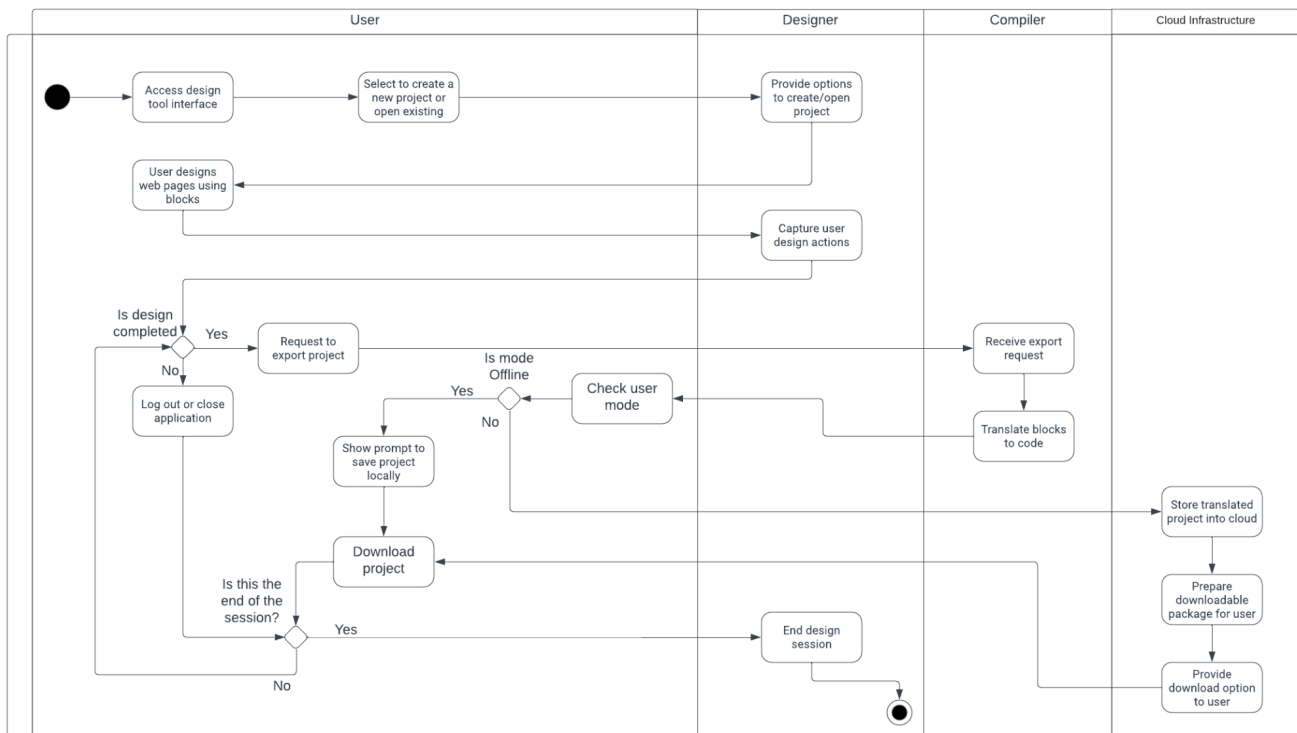 User
Designer
Compiler
Cloud Infrastructure
Access design
tool interface
Select to create a
new project or
open existing
Provide options
to create/open
project
User designs
web pages using
blocks
Capture user
design actions
Is design
completed
Yes
Request to
export project
Receive export
request
No
Log out or close
application
Is mode
Offline
Yes
No
Check user
mode
Translate blocks
to code
Show prompt to
save project
locally
Store translated
project into cloud
Download
project
Prepare
downloadable
package for user
Is this the
end of the
session?
Yes
End design
session
No
Provide
download option
to user